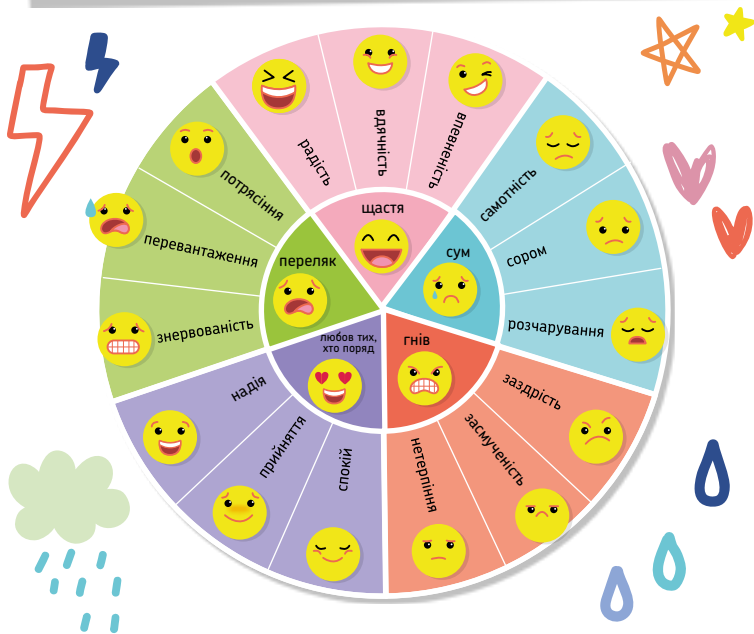 радість
вдячність
впевненість
щастя
самотність
сором
розчарування
сум
заздрість
засмученість
нетерпіння
гнів
спокій
прийняття
надія
любов тих,
хто поряд
знервованість
перевантаження
потрясіння
переляк